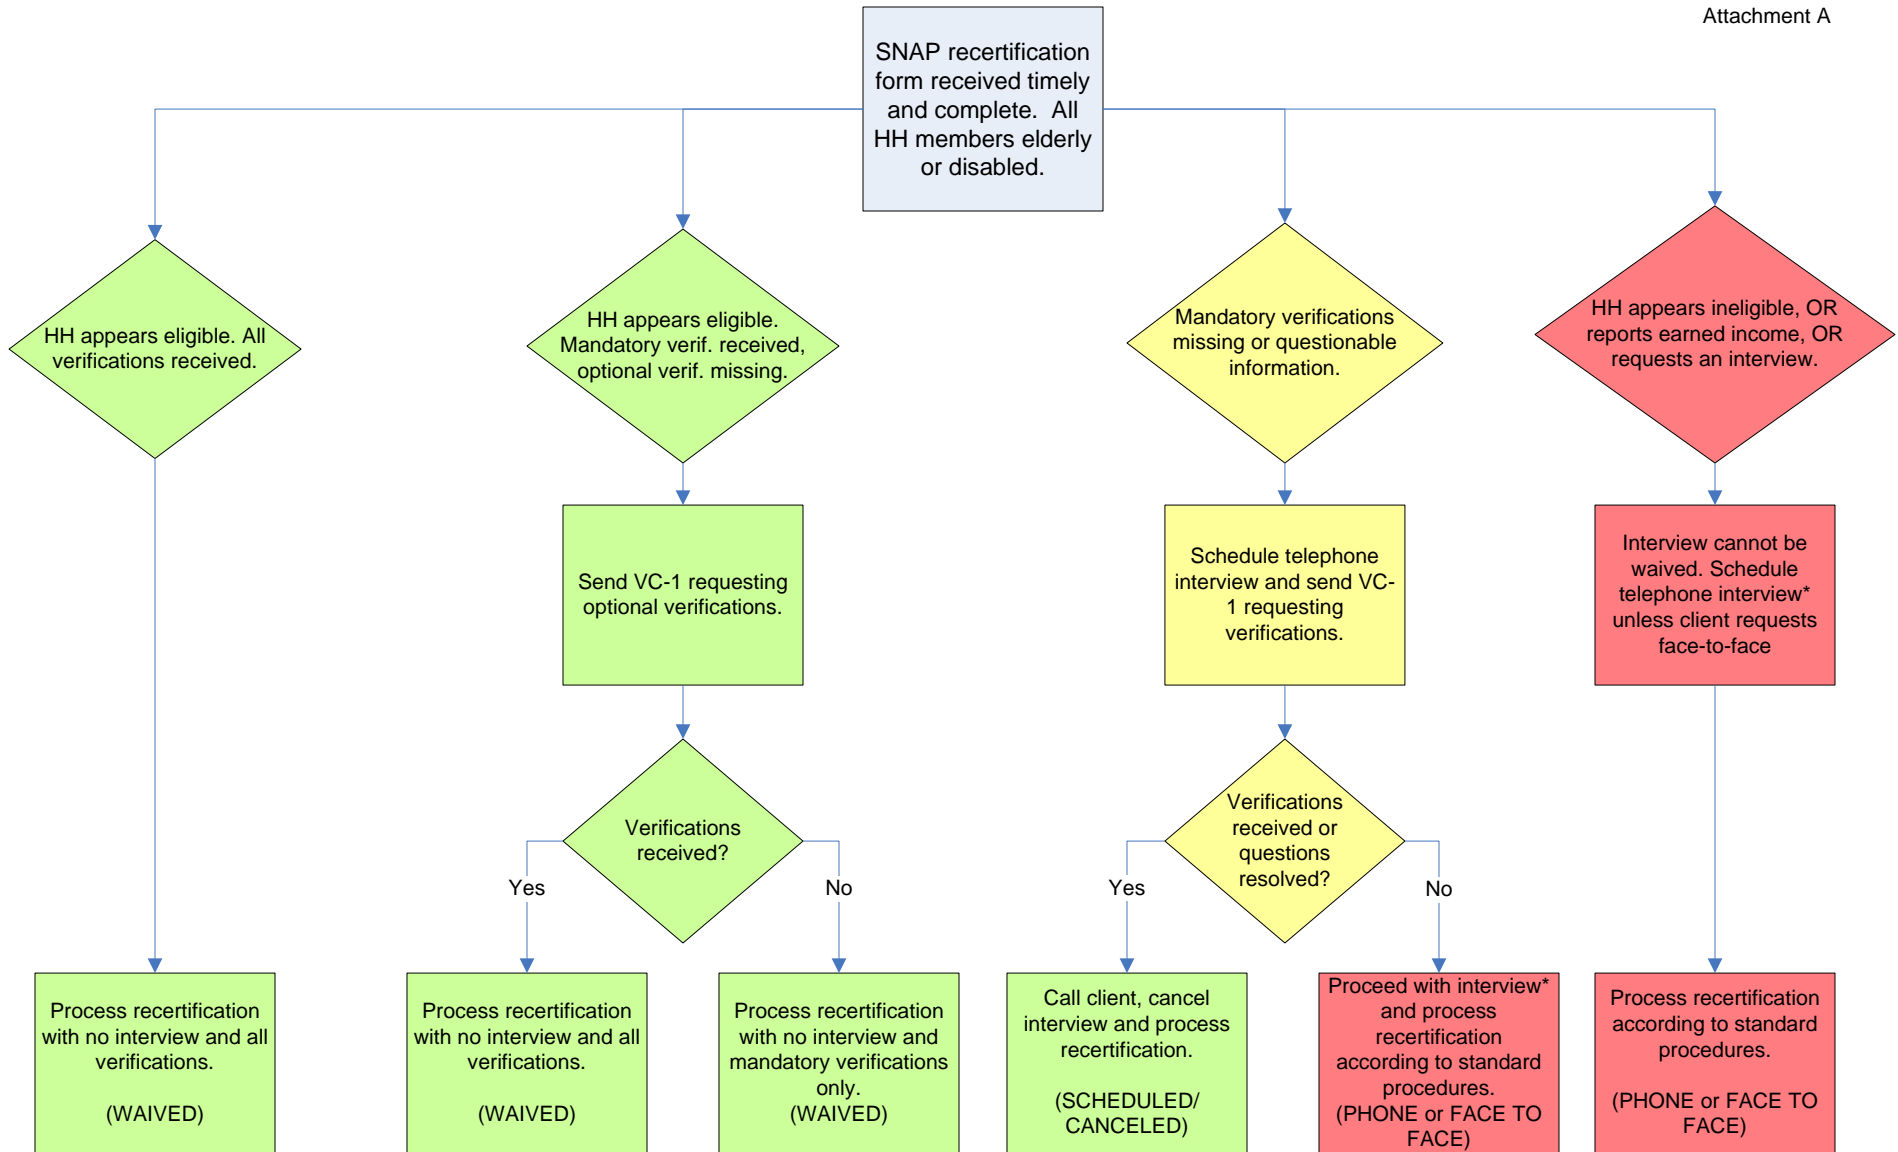 Attachment A
SNAP recertification
form received timely
and complete.  All
HH members elderly
or disabled.
HH appears eligible. All
verifications received.
HH appears eligible.
Mandatory verif. received,
optional verif. missing.
Mandatory verifications
missing or questionable
information.
HH appears ineligible, OR
reports earned income, OR
requests an interview.
Send VC-1 requesting
optional verifications.
Schedule telephone
interview and send VC-
1 requesting
verifications.
Interview cannot be
waived. Schedule
telephone interview*
unless client requests
face-to-face
Verifications
received?
Verifications
received or
questions
resolved?
Yes
No
Yes
No
Process recertification
with no interview and all
verifications.
(WAIVED)
Process recertification
with no interview and all
verifications.
(WAIVED)
Process recertification
with no interview and
mandatory verifications
only.
(WAIVED)
Call client, cancel
interview and process
recertification.
(SCHEDULED/
CANCELED)
Proceed with interview*
and process
recertification
according to standard
procedures.
(PHONE or FACE TO
FACE)
Process recertification
according to standard
procedures.
(PHONE or FACE TO
FACE)